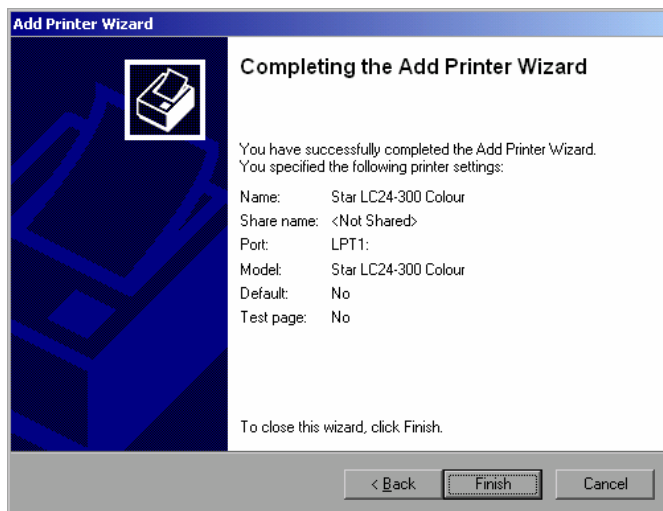 Add Printer Wizard
Completing the Add Printer Wizard
You have successfully completed the Add Printer Wizard.
You specified the following printer settings:
Name: Star LC24-300 Colour
Share name: <Not Shared>
Port: LPT1:
Model: Star LC24-300 Colour
Default: No
Test page: No
To close this wizard, click Finish.
< Back Finish Cancel